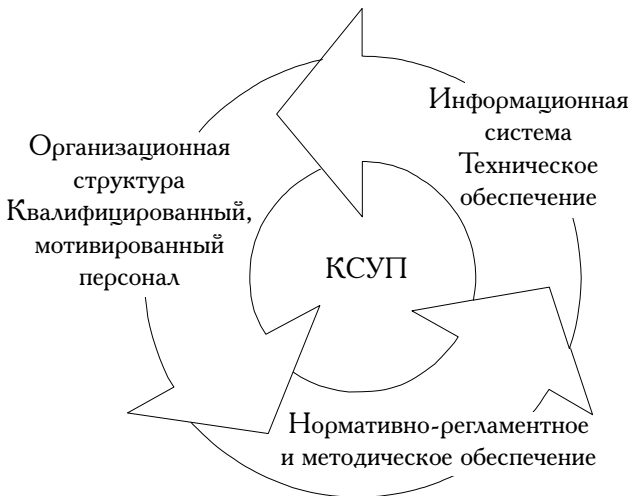 Информационная
система
Техническое
обеспечение
Организационная
структура
Квалифицированный,
мотивированный
персонал
КСУП
Нормативно-регламентное
и методическое обеспечение